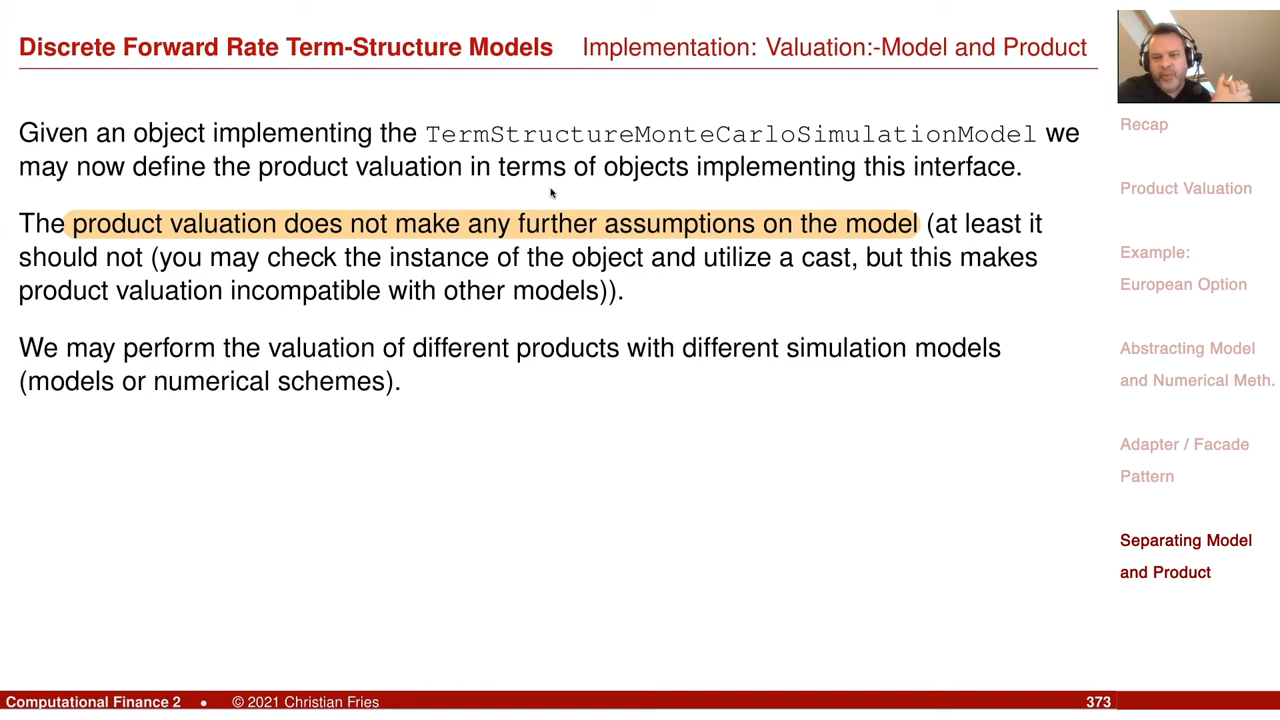 Discrete Forward Rate Term-Structure Models Implementation: Valuation:-Model and Product
Given an object implementing the TermStructureMonteCarloSimulationModel we
may now define the product valuation in terms of objects implementing this interface.
The product valuation does not make any further assumptions on the model (at least it
should not (you may check the instance of the object and utilize a cast, but this makes
product valuation incompatible with other models)).
We may perform the valuation of different products with different simulation models
(models or numerical schemes).
Recap
Product Valuation
Example:
European Option
Abstracting Model
and Numerical Meth.
Adapter / Facade
Pattern
Separating Model
and Product
Computational Finance 2 • © 2021 Christian Fries 373